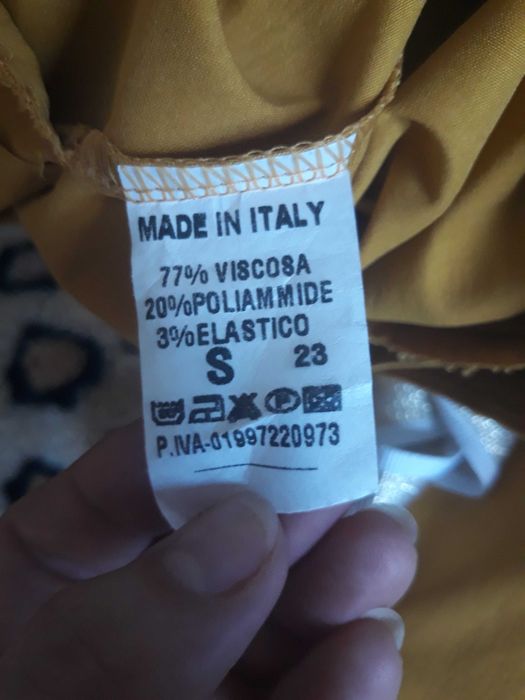 MADE IN ITALY
77% VISCOSA
20%POLIAMMIDE
3%ELASTICO
S 23
P.IVA-01997220973